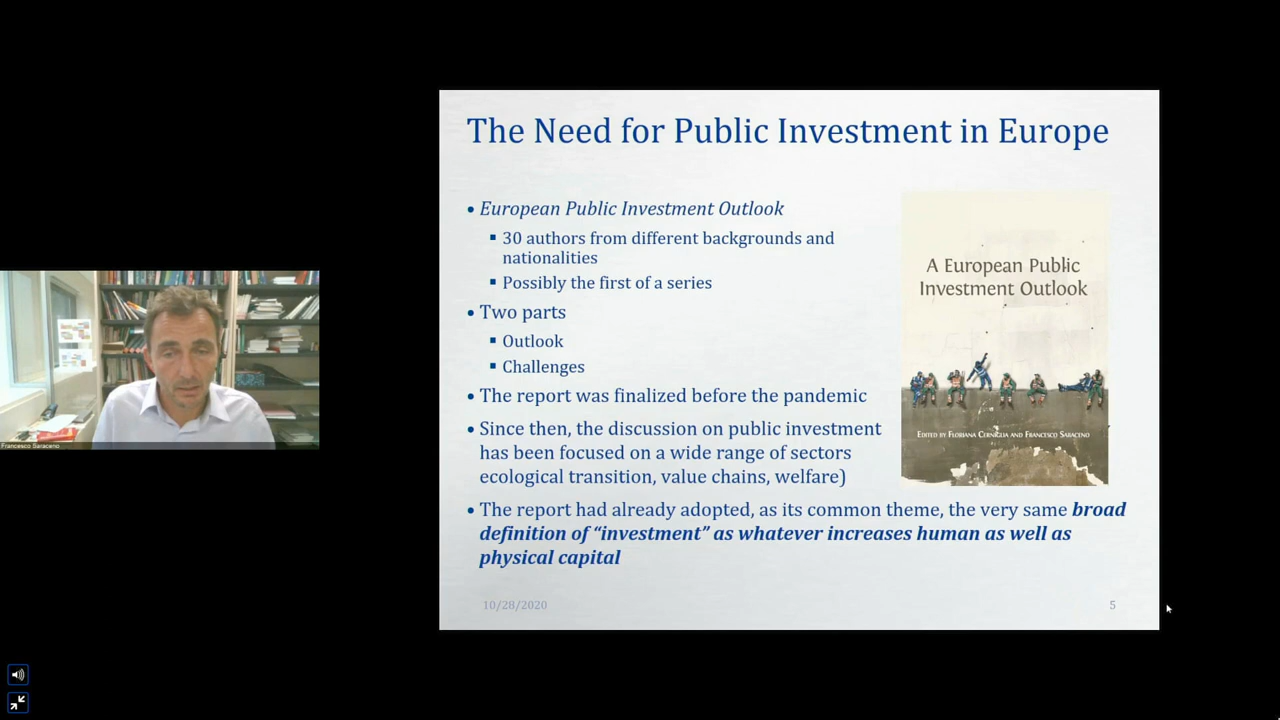 The Need for Public Investment in Europe
• European Public Investment Outlook
▪ 30 authors from different backgrounds and
nationalities
▪ Possibly the first of a series
• Two parts
▪ Outlook
▪ Challenges
• The report was finalized before the pandemic
• Since then, the discussion on public investment
has been focused on a wide range of sectors
ecological transition, value chains, welfare)
• The report had already adopted, as its common theme, the very same broad
definition of “investment” as whatever increases human as well as
physical capital
A European Public
Investment Outlook
EDITED BY FLORIANA CERNIGLIA AND FRANCESCO SARACENO
10/28/2020
5
Francesco Saraceno